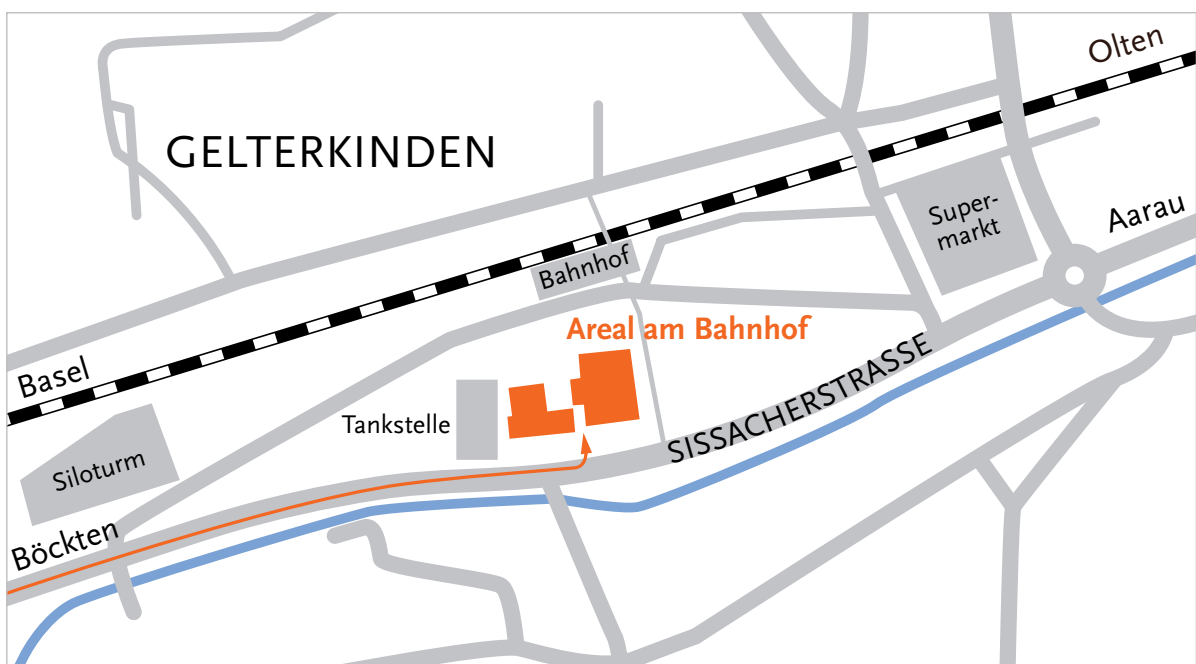 Olten
GELTERKINDEN
Super-
markt
Aarau
Bahnhof
Areal am Bahnhof
Basel
SISSACHERSTRASSE
Tankstelle
Siloturm
Böckten